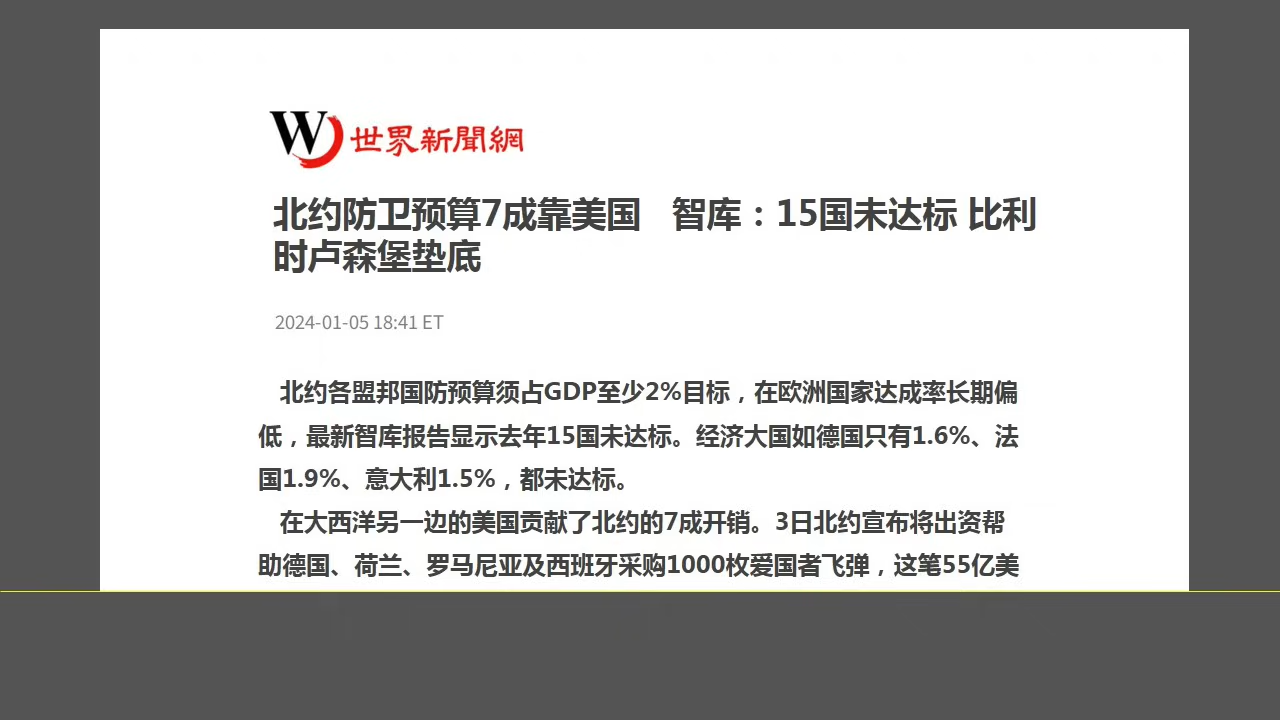 W 世界新聞網
北约防卫预算7成靠美国 智库：15国未达标 比利
时卢森堡垫底
2024-01-05 18:41 ET
北约各盟邦国防预算须占GDP至少2%目标，在欧洲国家达成率长期偏
低，最新智库报告显示去年15国未达标。经济大国如德国只有1.6%、法
国1.9%、意大利1.5%，都未达标。
在大西洋另一边的美国贡献了北约的7成开销。3日北约宣布将出资帮
助德国、荷兰、罗马尼亚及西班牙采购1000枚爱国者飞弹，这笔55亿美